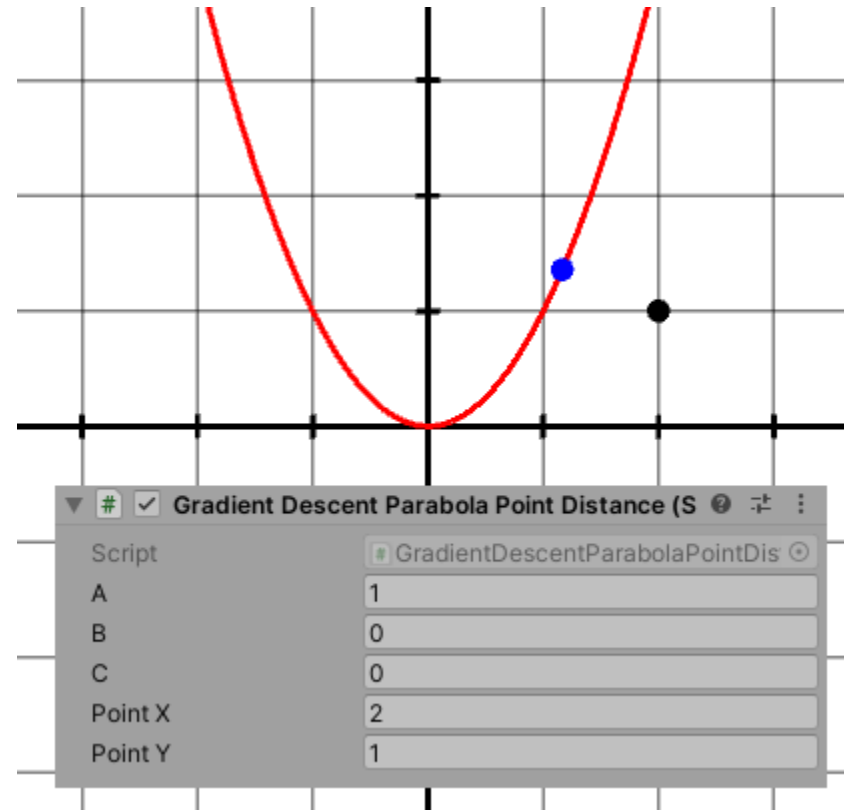 # Gradient Descent Parabola Point Distance (S
Script # GradientDescentParabolaPointDis
A 1
B 0
C 0
Point X 2
Point Y 1